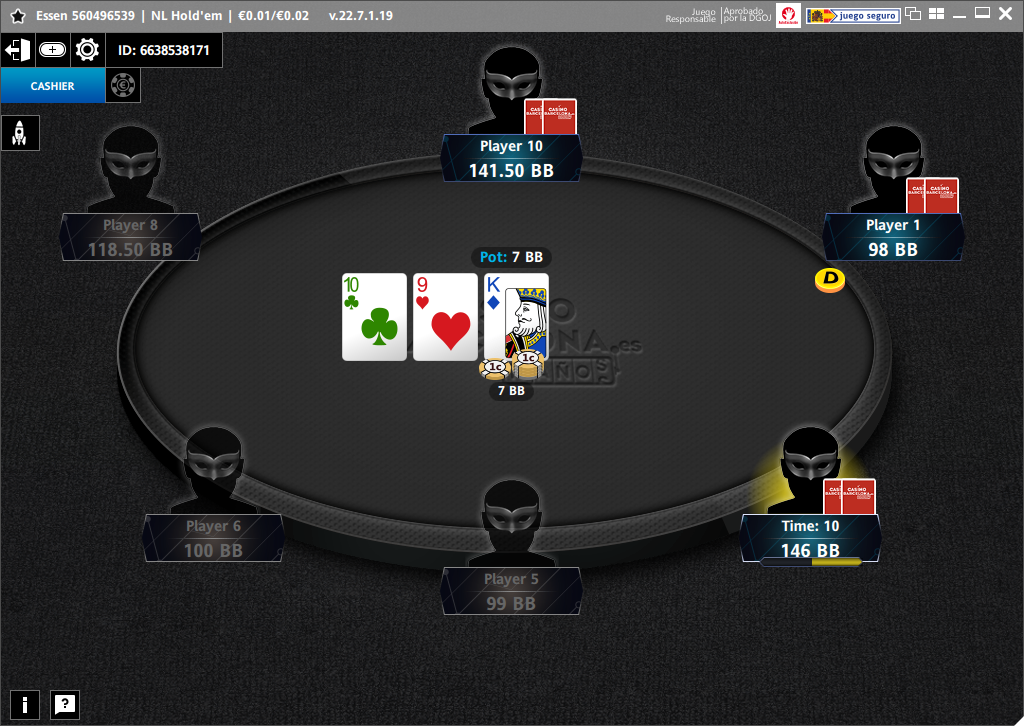 Essen 560496539 | NL Hold'em | €0.01/€0.02 v.22.7.1.19
Juego Responsable
Aprobado por la DGOJ
juego seguro
ID: 6638538171
CASHIER
Player 10
141.50 BB
Player 8
118.50 BB
Player 1
98 BB
D
Pot: 7 BB
10
9
K
.es
1c
1c
7 BB
Player 6
100 BB
Player 5
99 BB
Time: 10
146 BB
i
?